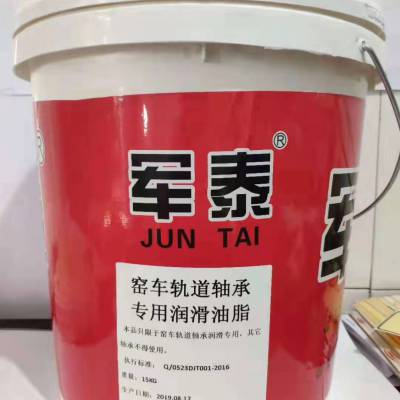 军泰®
JUN TAI
窑车轨道轴承
专用润滑油脂
本品只限于窑车轨道轴承润滑专用，其它
轴承不得使用。
执行标准： Q/0523DJT001-2016
重量： 15KG
生产日期： 2019.08.17
军